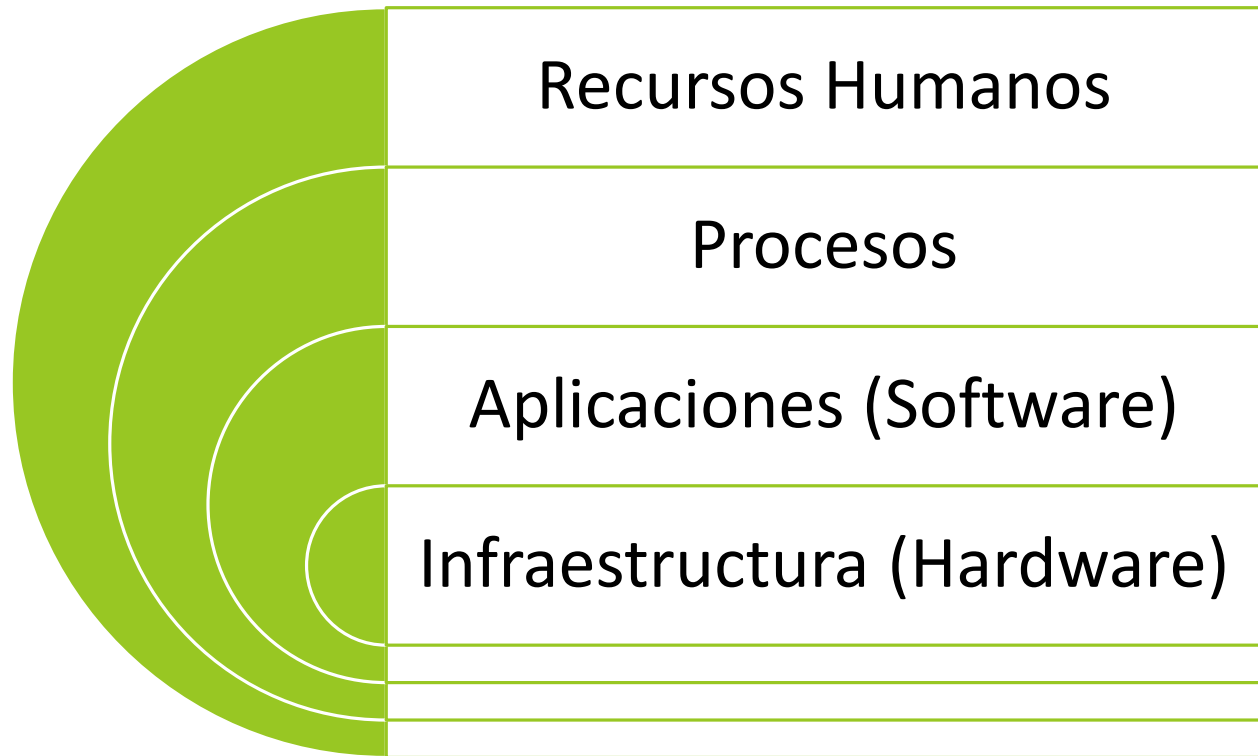 Recursos Humanos
Procesos
Aplicaciones (Software)
Infraestructura (Hardware)